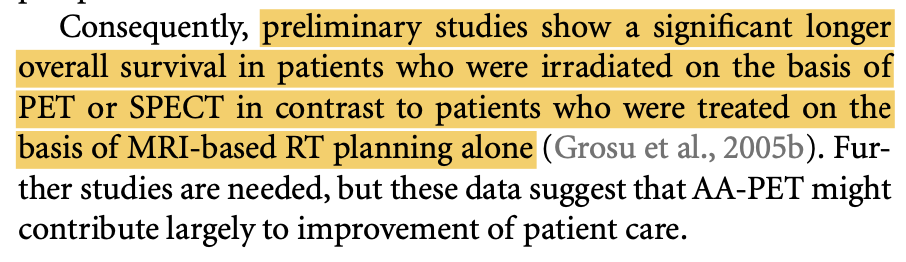 Consequently, preliminary studies show a significant longer
overall survival in patients who were irradiated on the basis of
PET or SPECT in contrast to patients who were treated on the
basis of MRI-based RT planning alone (Grosu et al., 2005b). Fur-
ther studies are needed, but these data suggest that AA-PET might
contribute largely to improvement of patient care.